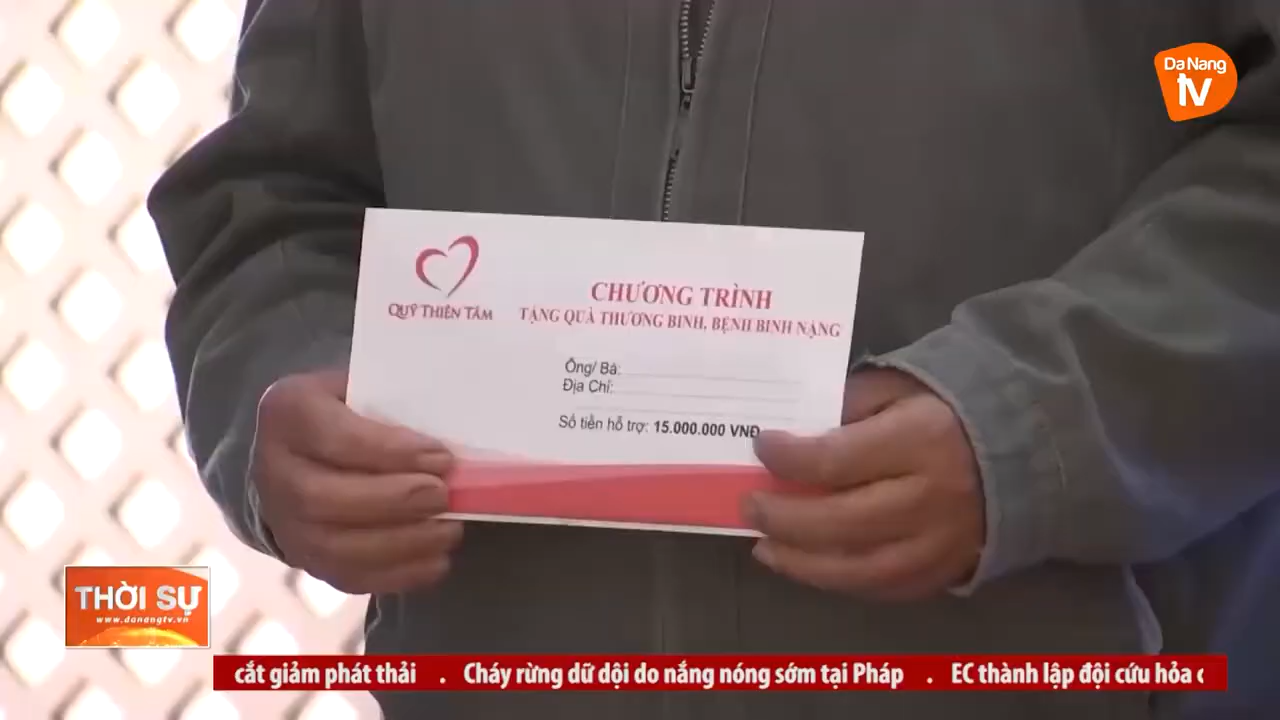 Da Nang
tv
QUỸ THIỆN TÂM
CHƯƠNG TRÌNH
TẶNG QUÀ THƯƠNG BINH, BỆNH BINH NẶNG
Ông/ Bà:
Địa Chỉ:
Số tiền hỗ trợ: 15.000.000 VNĐ
THỜI SỰ
www.danangtv.vn
cắt giảm phát thải . Cháy rừng dữ dội do nắng nóng sớm tại Pháp . EC thành lập đội cứu hỏa